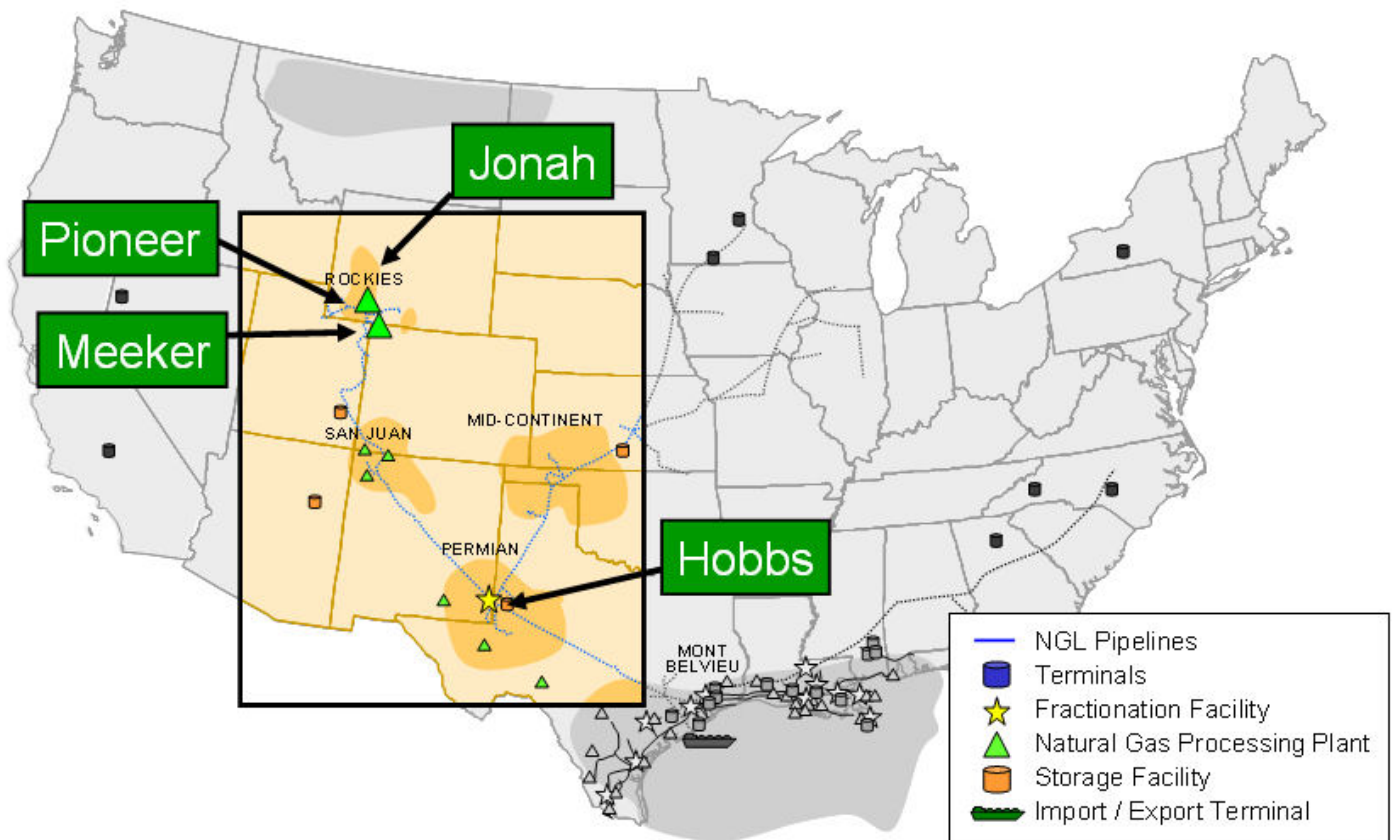 Jonah
Pioneer
ROCKIES
Meeker
MID-CONTINENT
SAN JUAN
PERMIAN
Hobbs
MONT
BELVIEU
NGL Pipelines
Terminals
Fractionation Facility
Natural Gas Processing Plant
Storage Facility
Import / Export Terminal